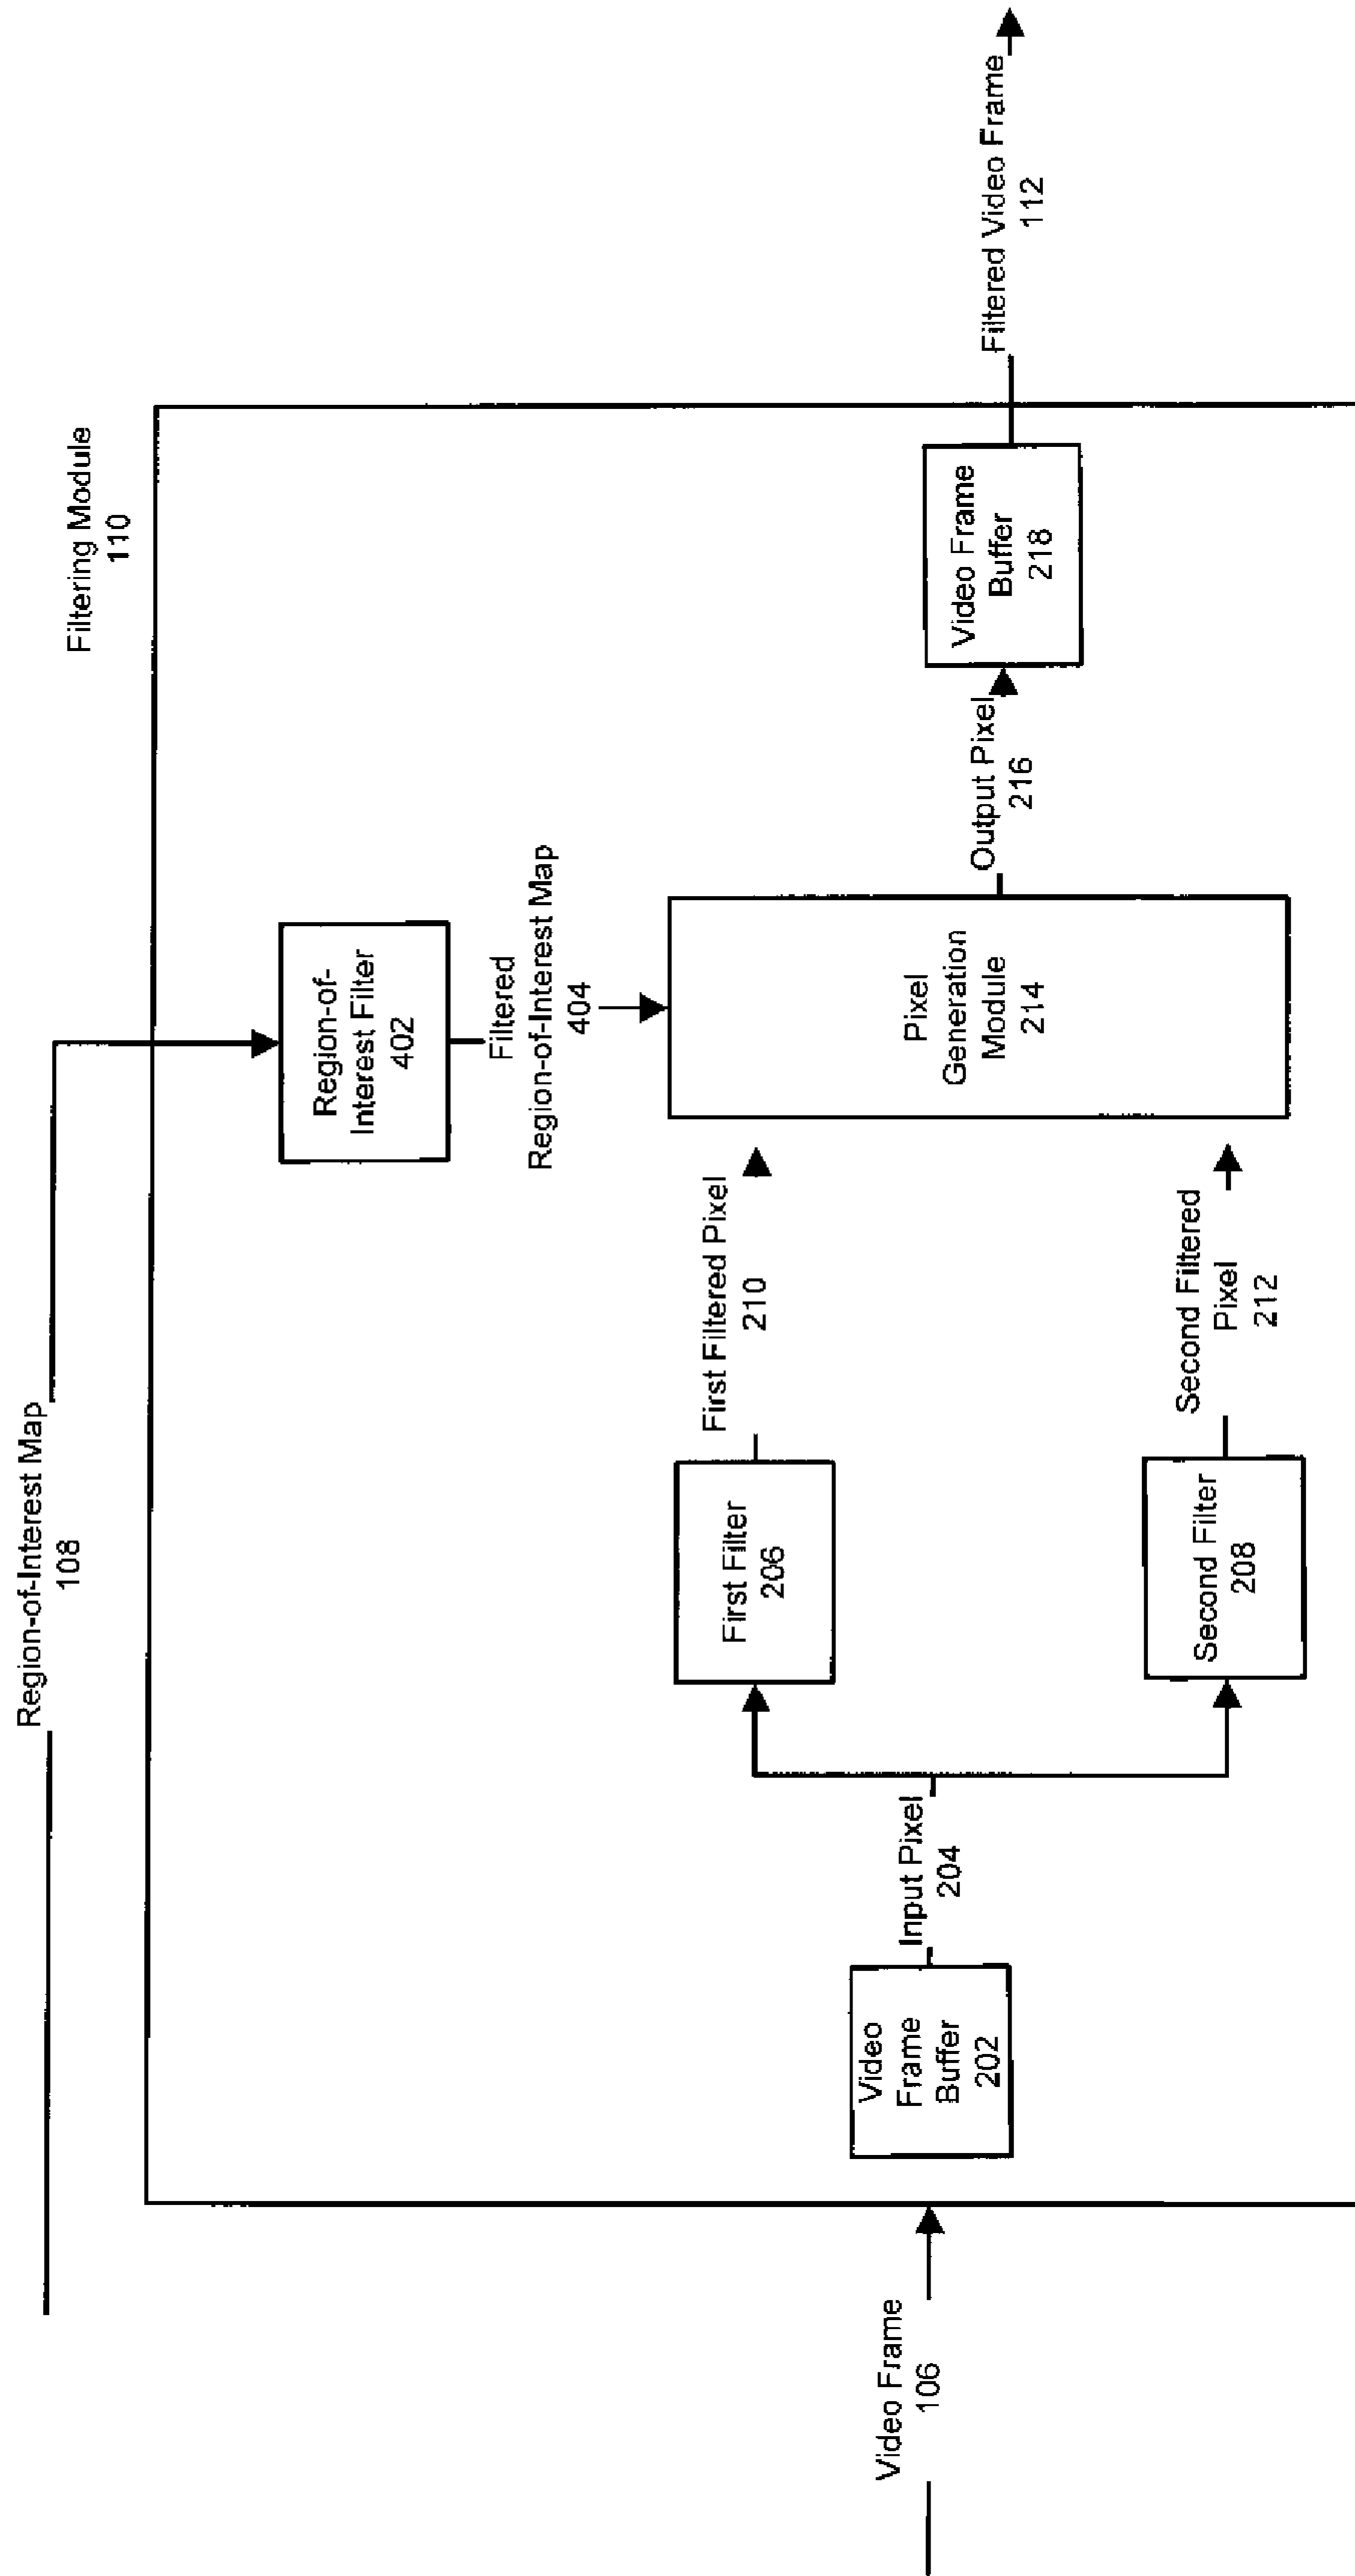 Region-of-Interest Map
108
Filtering Module
110
Region-of-
Interest Filter
402
Filtered
Region-of-Interest Map
404
First Filter
206
First Filtered Pixel
210
Video Frame
106
Video
Frame
Buffer
202
Input Pixel
204
Pixel
Generation
Module
214
Output Pixel
216
Video Frame
Buffer
218
Filtered Video Frame
112
Second Filter
208
Second Filtered
Pixel
212